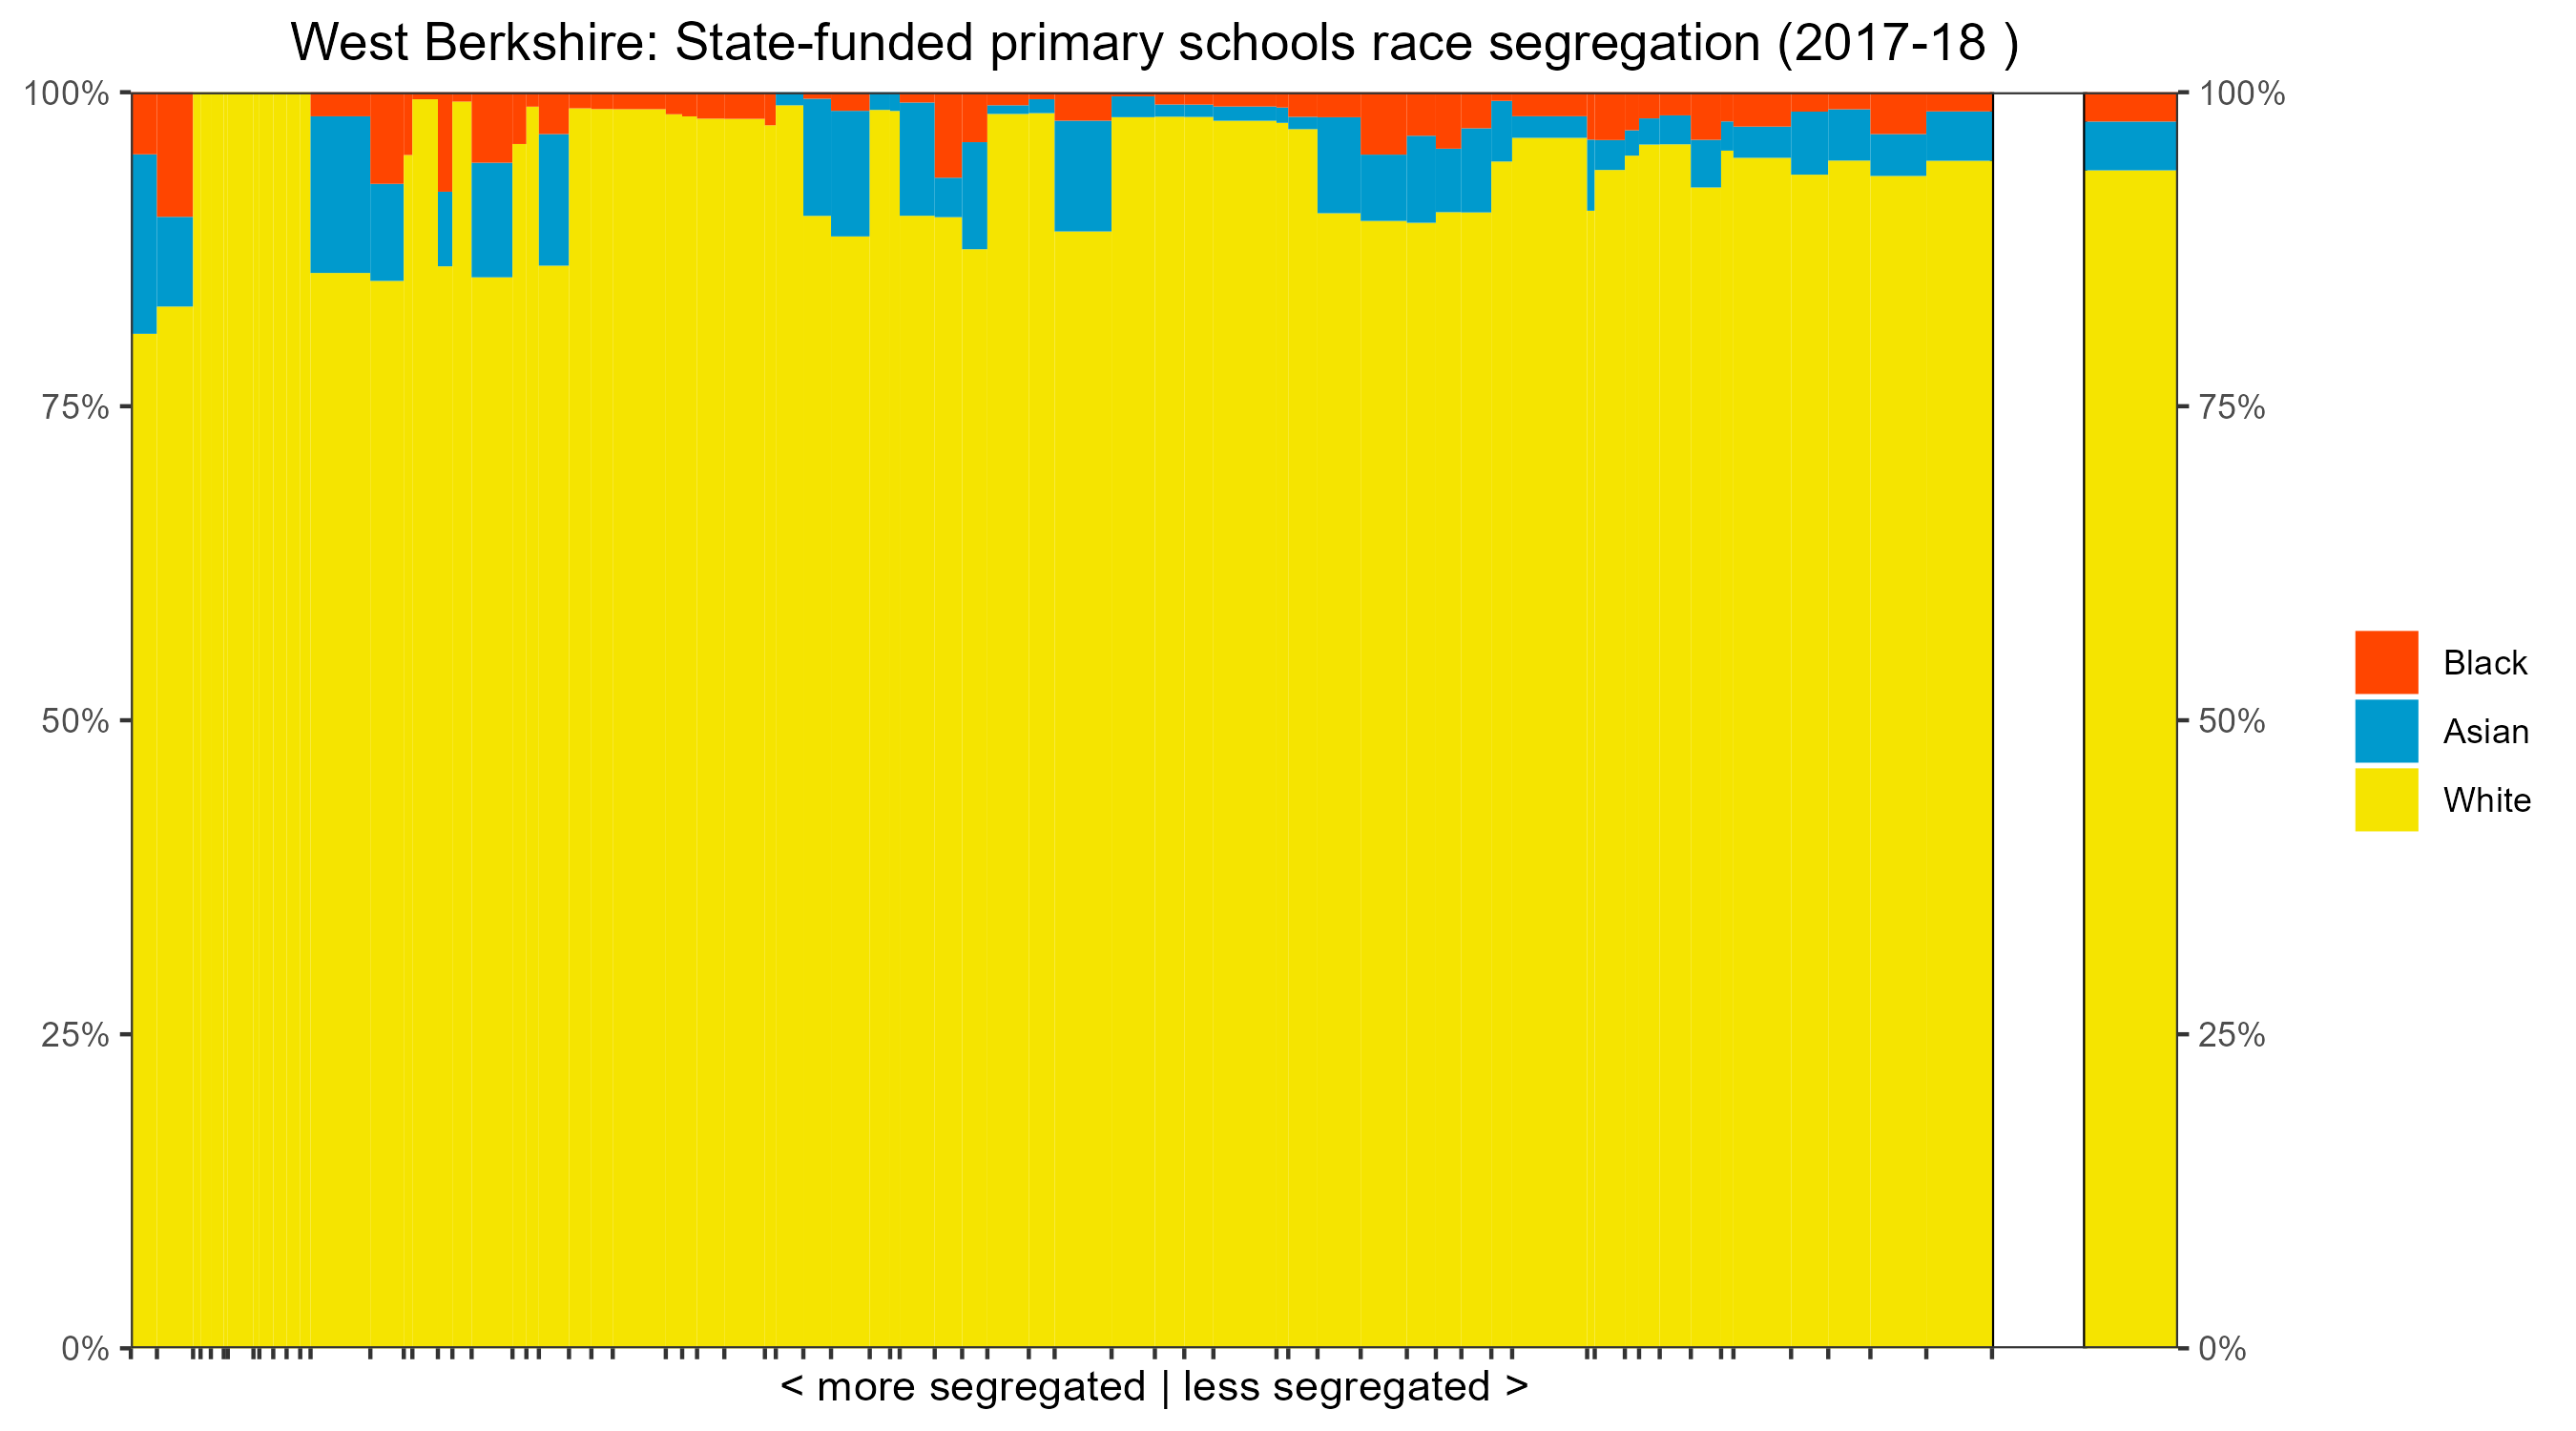 West Berkshire: State-funded primary schools race segregation (2017-18 )
100%
100%
75%
75%
Black
50%
50%
Asian
White
25%
25%
0%
0%
< more segregated | less segregated >